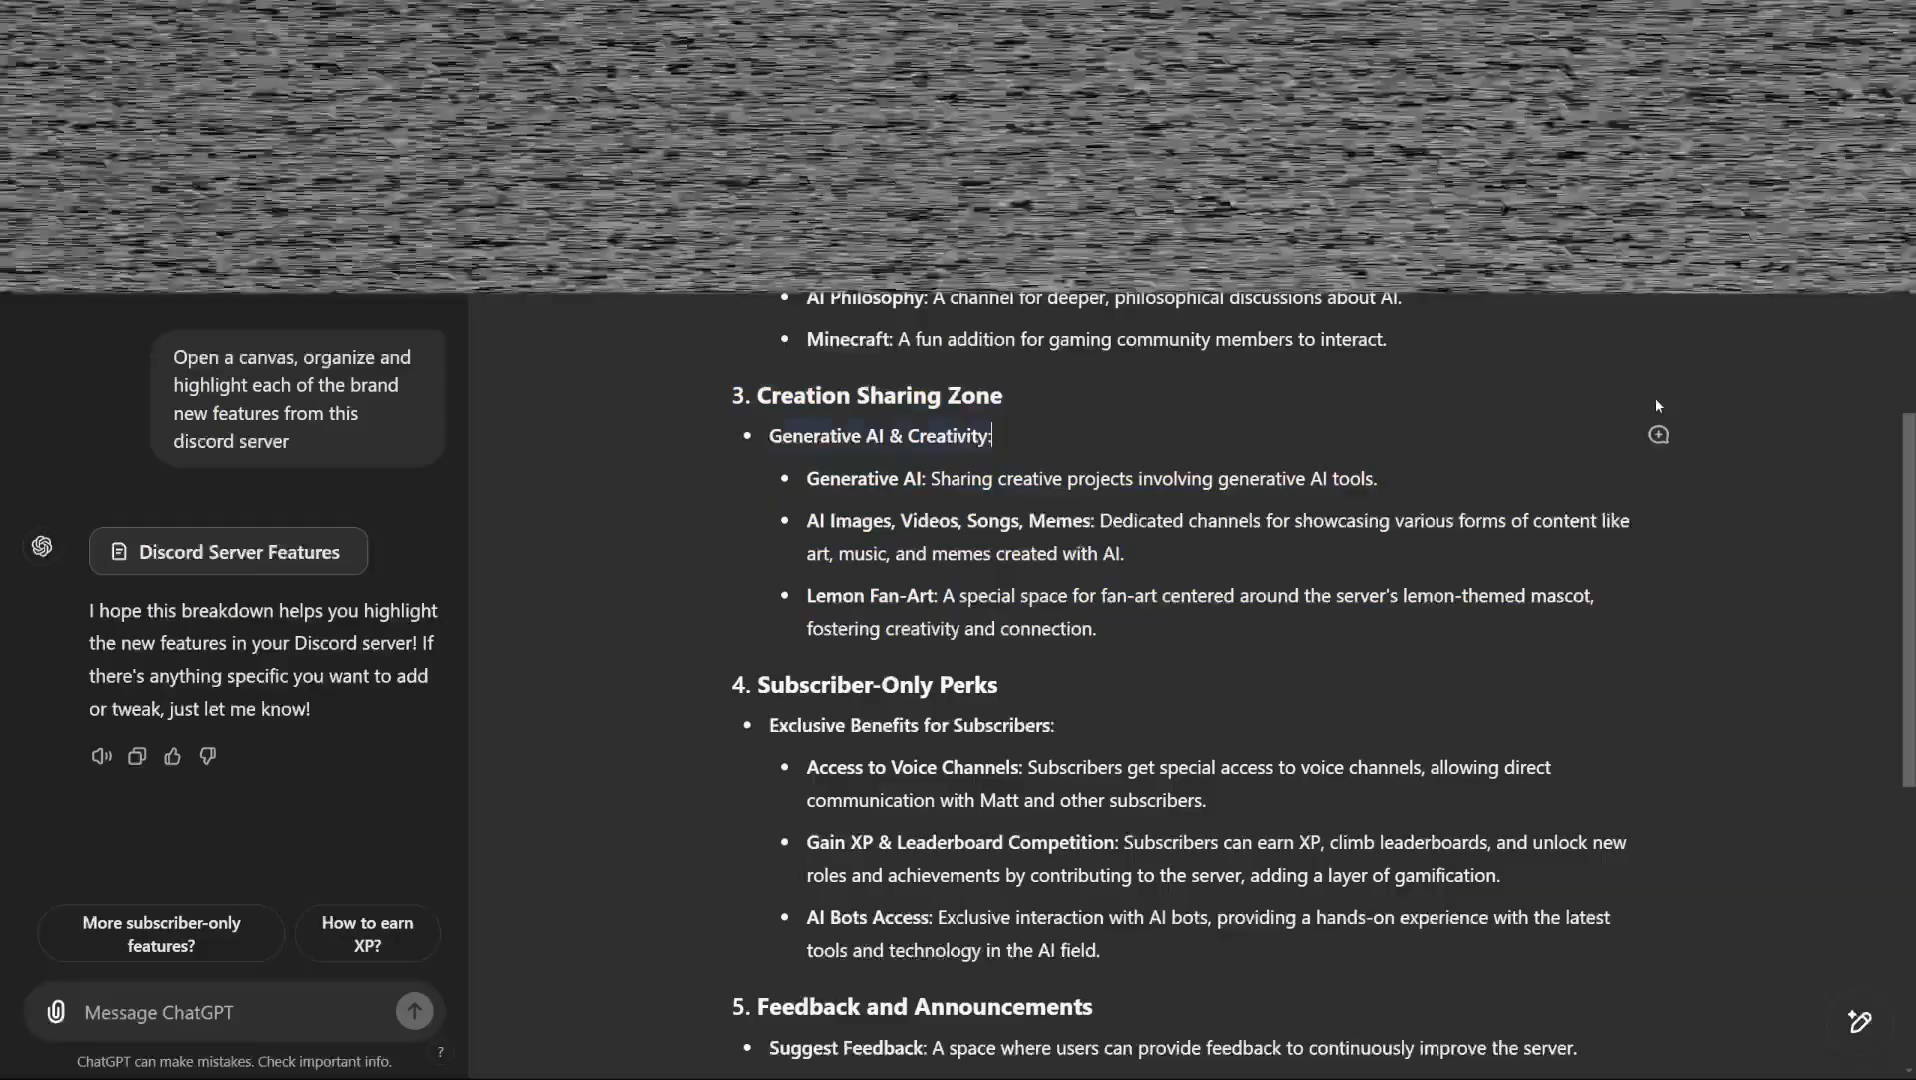 Open a canvas, organize and
highlight each of the brand
new features from this
discord server
Discord Server Features
I hope this breakdown helps you highlight
the new features in your Discord server! If
there's anything specific you want to add
or tweak, just let me know!
More subscriber-only
features?
How to earn
XP?
Message ChatGPT
ChatGPT can make mistakes. Check important info.
?
• AI Philosophy: A channel for deeper, philosophical discussions about AI.
• Minecraft: A fun addition for gaming community members to interact.
3. Creation Sharing Zone
• Generative AI & Creativity:
• Generative AI: Sharing creative projects involving generative AI tools.
• AI Images, Videos, Songs, Memes: Dedicated channels for showcasing various forms of content like
art, music, and memes created with AI.
• Lemon Fan-Art: A special space for fan-art centered around the server's lemon-themed mascot,
fostering creativity and connection.
4. Subscriber-Only Perks
• Exclusive Benefits for Subscribers:
• Access to Voice Channels: Subscribers get special access to voice channels, allowing direct
communication with Matt and other subscribers.
• Gain XP & Leaderboard Competition: Subscribers can earn XP, climb leaderboards, and unlock new
roles and achievements by contributing to the server, adding a layer of gamification.
• AI Bots Access: Exclusive interaction with AI bots, providing a hands-on experience with the latest
tools and technology in the AI field.
5. Feedback and Announcements
• Suggest Feedback: A space where users can provide feedback to continuously improve the server.